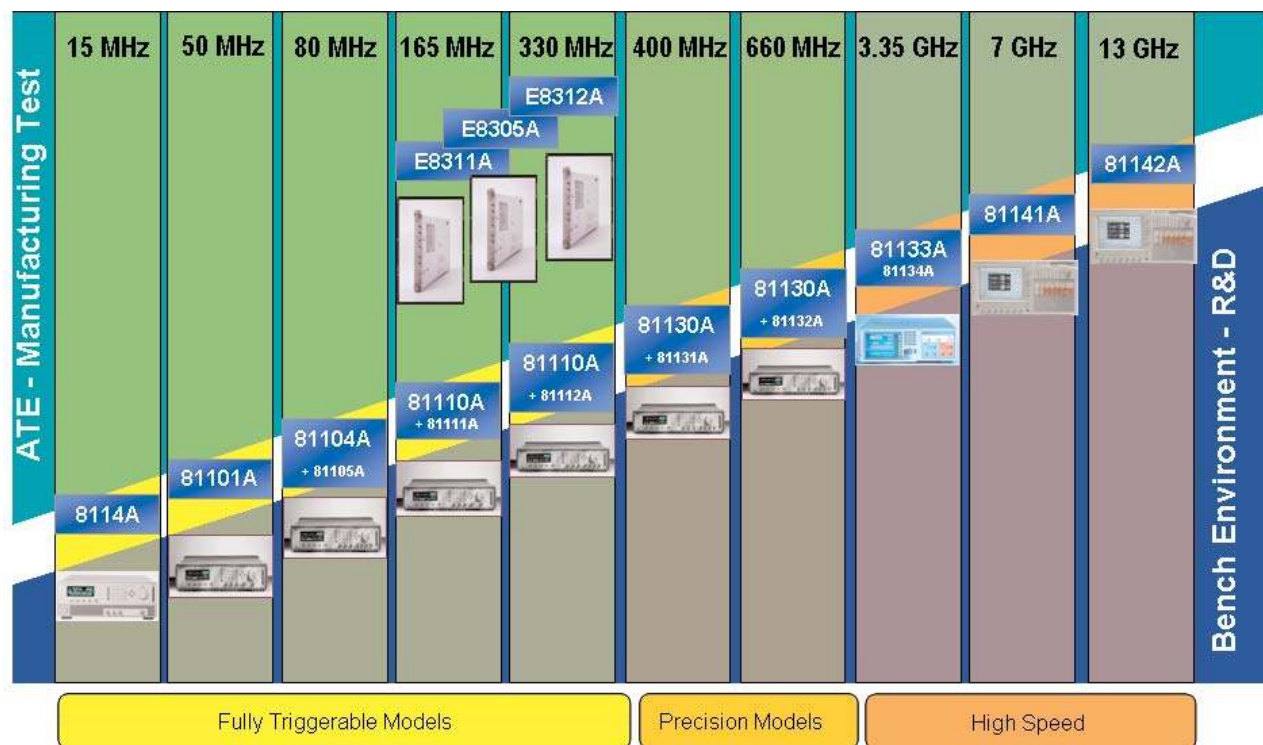 15 MHz
50 MHz
80 MHz
165 MHz
330 MHz
400 MHz
660 MHz
3.35 GHz
7 GHz
13 GHz
ATE - Manufacturing Test
E8312A
E8305A
E8311A
81142A
81141A
81133A
81134A
81130A
+ 81132A
81130A
+ 81131A
81110A
+ 81112A
81110A
+ 81111A
81104A
+ 81105A
81101A
8114A
Bench Environment - R&D
Fully Triggerable Models
Precision Models
High Speed